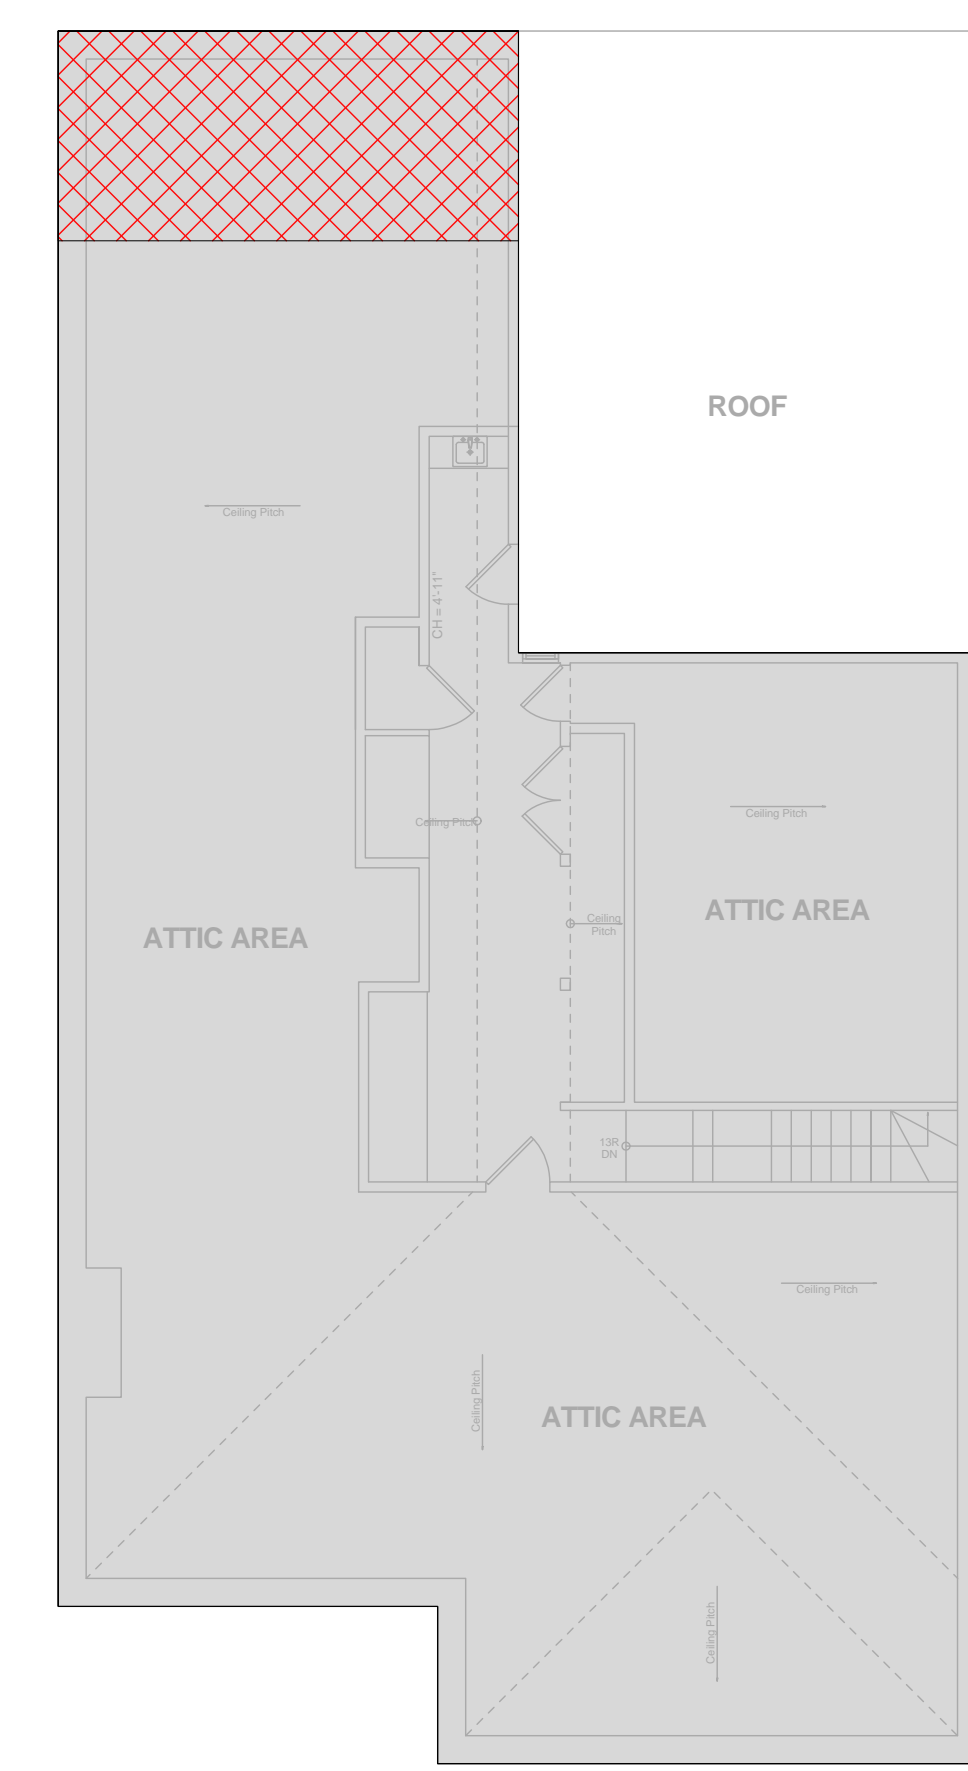 ROOF
Ceiling Pitch
CH = 4'-11"
Ceiling Pitch
Ceiling Pitch
ATTIC AREA
Ceiling
Pitch
ATTIC AREA
13R
DN
Ceiling Pitch
Ceiling Pitch
ATTIC AREA
Ceiling Pitch